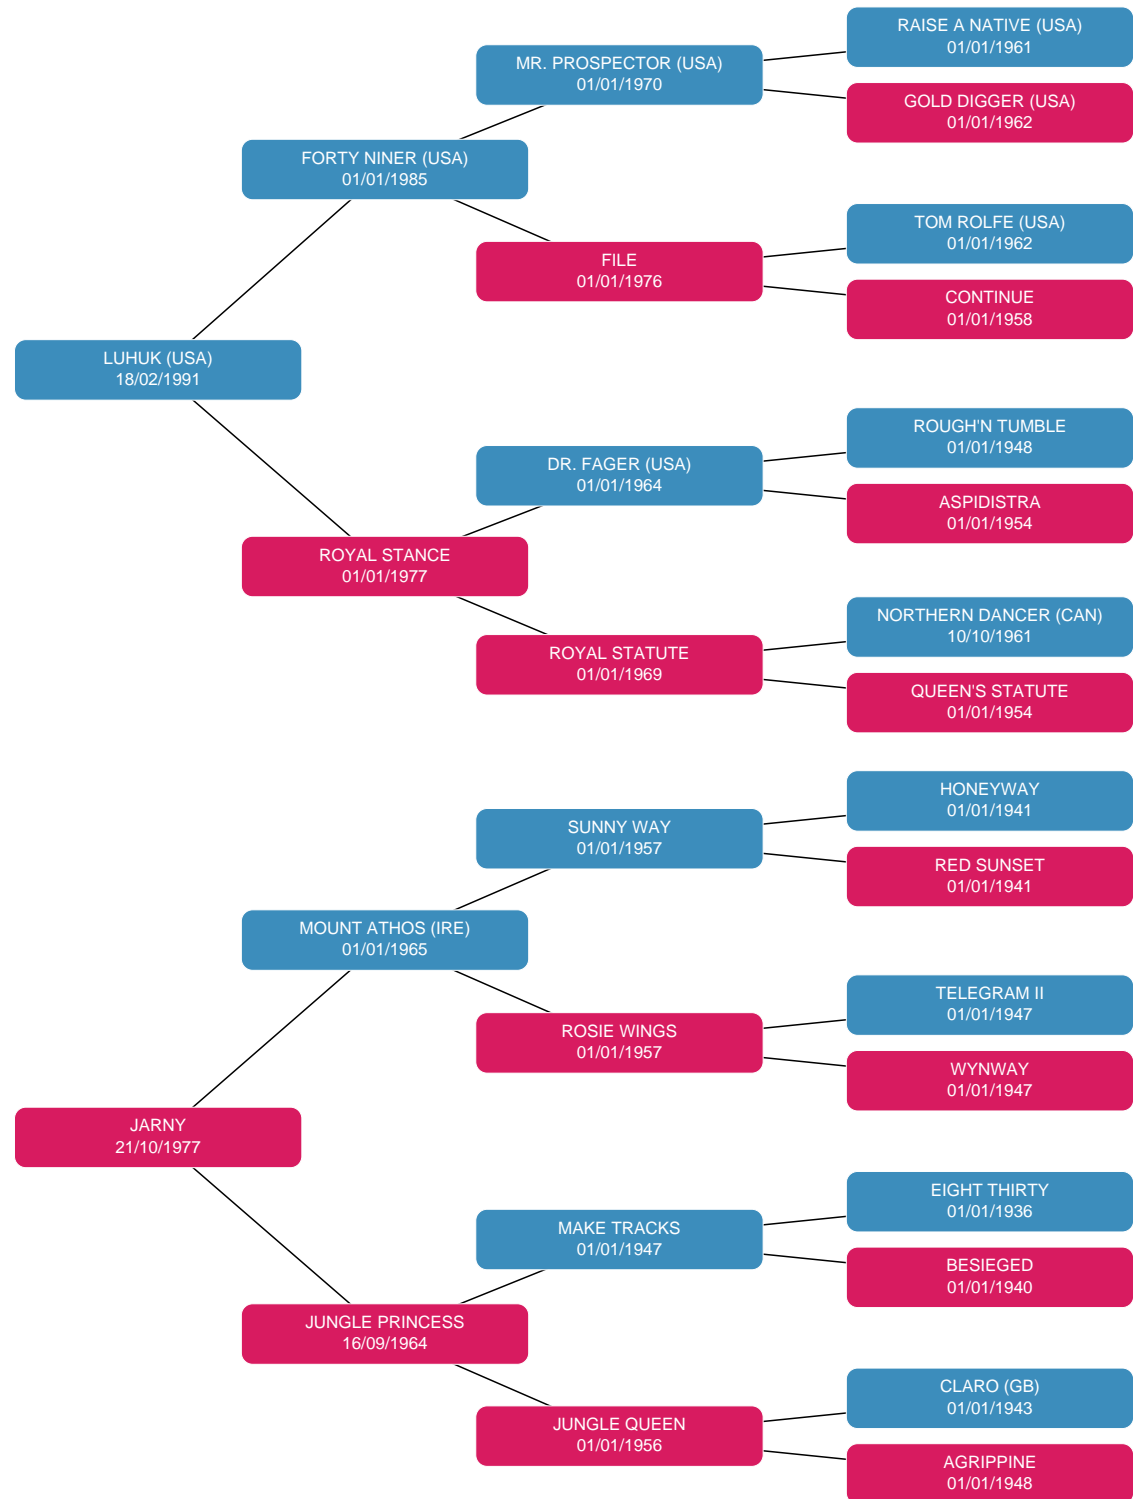 RAISE A NATIVE (USA)
01/01/1961
MR. PROSPECTOR (USA)
01/01/1970
GOLD DIGGER (USA)
01/01/1962
FORTY NINER (USA)
01/01/1985
TOM ROLFE (USA)
01/01/1962
FILE
01/01/1976
CONTINUE
01/01/1958
LUHUK (USA)
18/02/1991
ROUGH'N TUMBLE
01/01/1948
DR. FAGER (USA)
01/01/1964
ASPIDISTRA
01/01/1954
ROYAL STANCE
01/01/1977
NORTHERN DANCER (CAN)
10/10/1961
ROYAL STATUTE
01/01/1969
QUEEN'S STATUTE
01/01/1954
HONEYWAY
01/01/1941
SUNNY WAY
01/01/1957
RED SUNSET
01/01/1941
MOUNT ATHOS (IRE)
01/01/1965
TELEGRAM II
01/01/1947
ROSIE WINGS
01/01/1957
WYNWAY
01/01/1947
JARNY
21/10/1977
EIGHT THIRTY
01/01/1936
MAKE TRACKS
01/01/1947
BESIEGED
01/01/1940
JUNGLE PRINCESS
16/09/1964
CLARO (GB)
01/01/1943
JUNGLE QUEEN
01/01/1956
AGRIPPINE
01/01/1948